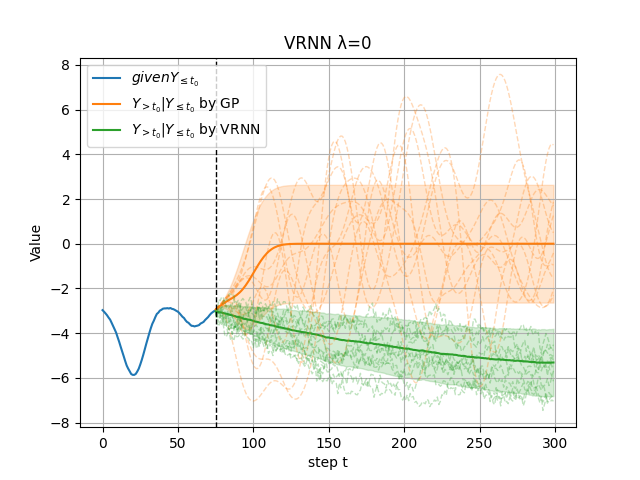 VRNN λ=0
given Y≤t₀
Y>t₀|Y≤t₀ by GP
Y>t₀|Y≤t₀ by VRNN
Value
8
6
4
2
0
−2
−4
−6
−8
0 50 100 150 200 250 300
step t